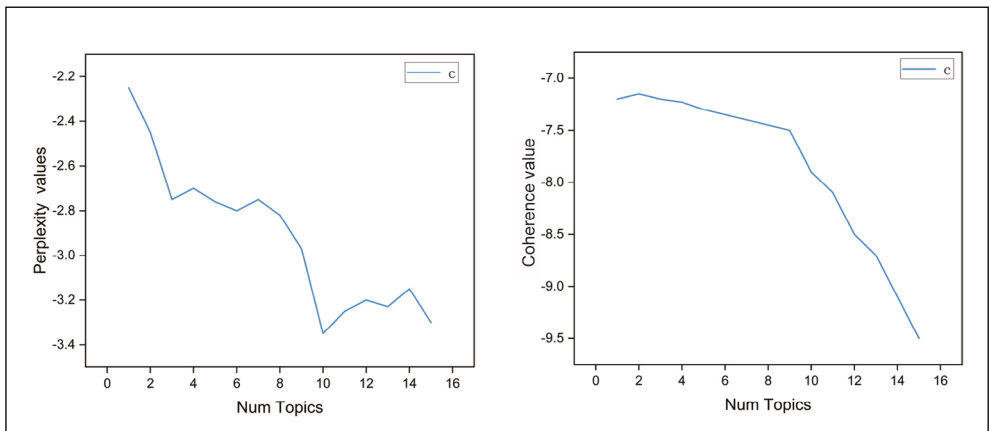 c
-2.2
-2.4
-2.6
-2.8
-3.0
-3.2
-3.4
Perplexity values
0 2 4 6 8 10 12 14 16
Num Topics
c
-7.0
-7.5
-8.0
-8.5
-9.0
-9.5
Coherence value
0 2 4 6 8 10 12 14 16
Num Topics